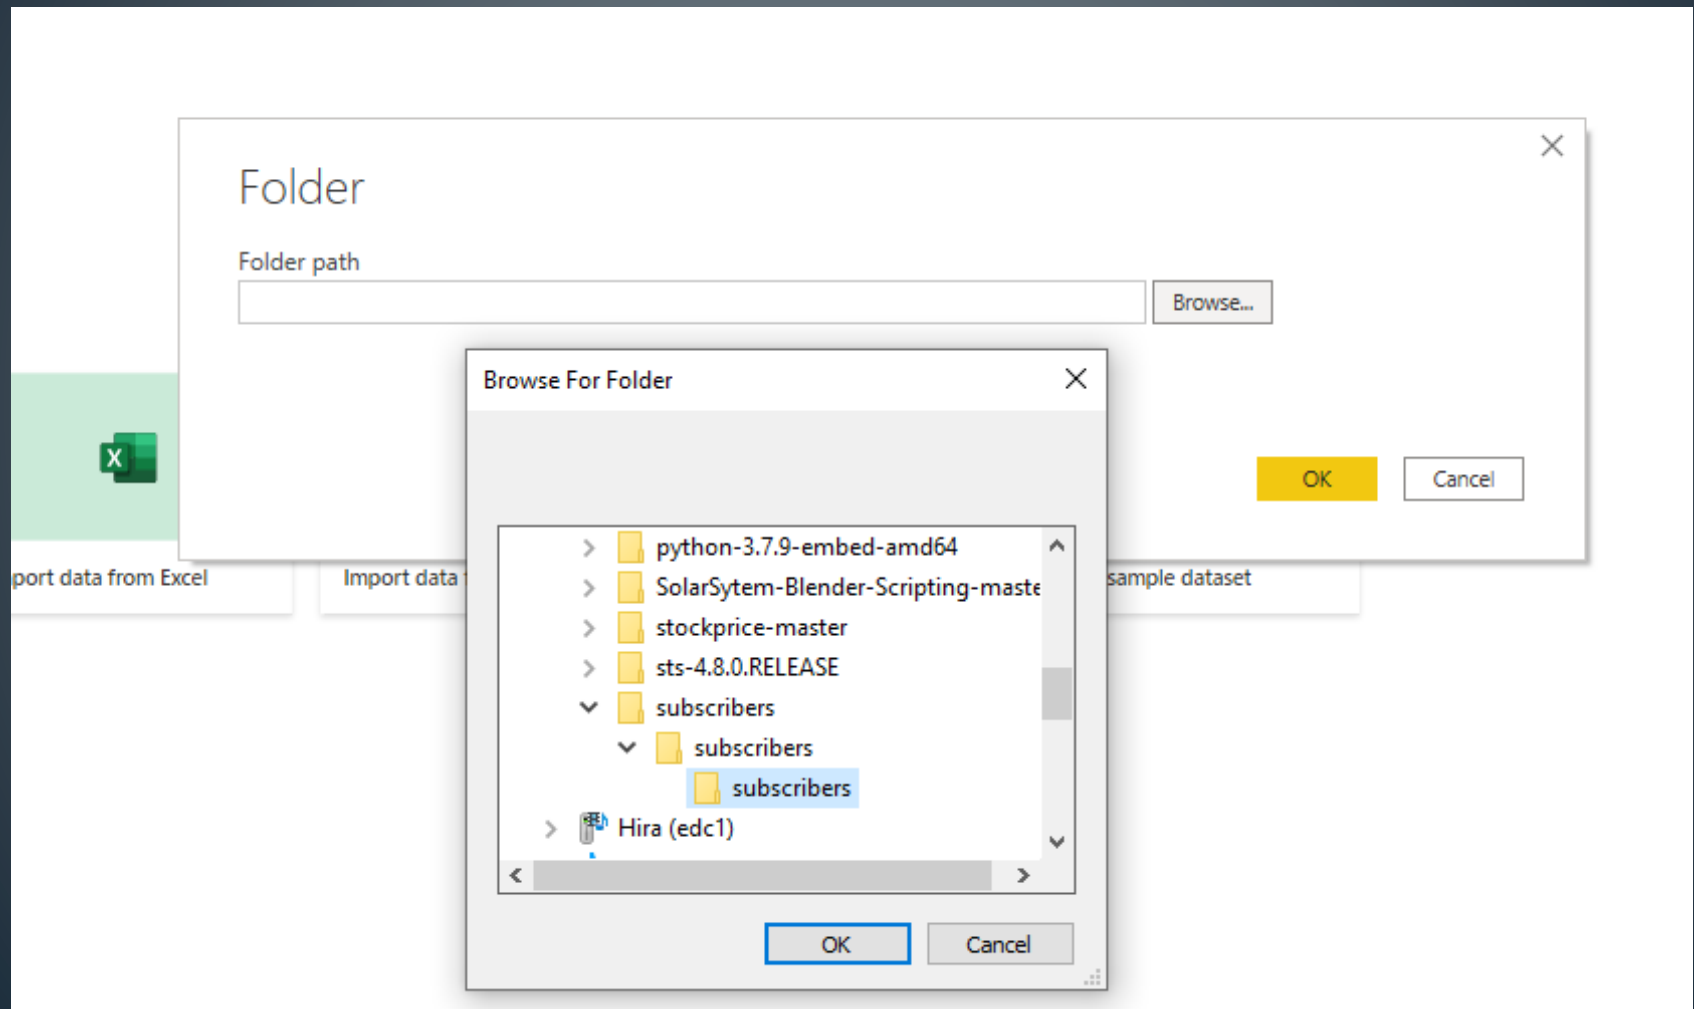 Folder
Folder path
Browse...
Browse For Folder
OK Cancel
python-3.7.9-embed-amd64
port data from Excel
Import data
sample dataset
SolarSytem-Blender-Scripting-maste
stockprice-master
sts-4.8.0.RELEASE
subscribers
subscribers
subscribers
Hira (edc1)
OK Cancel